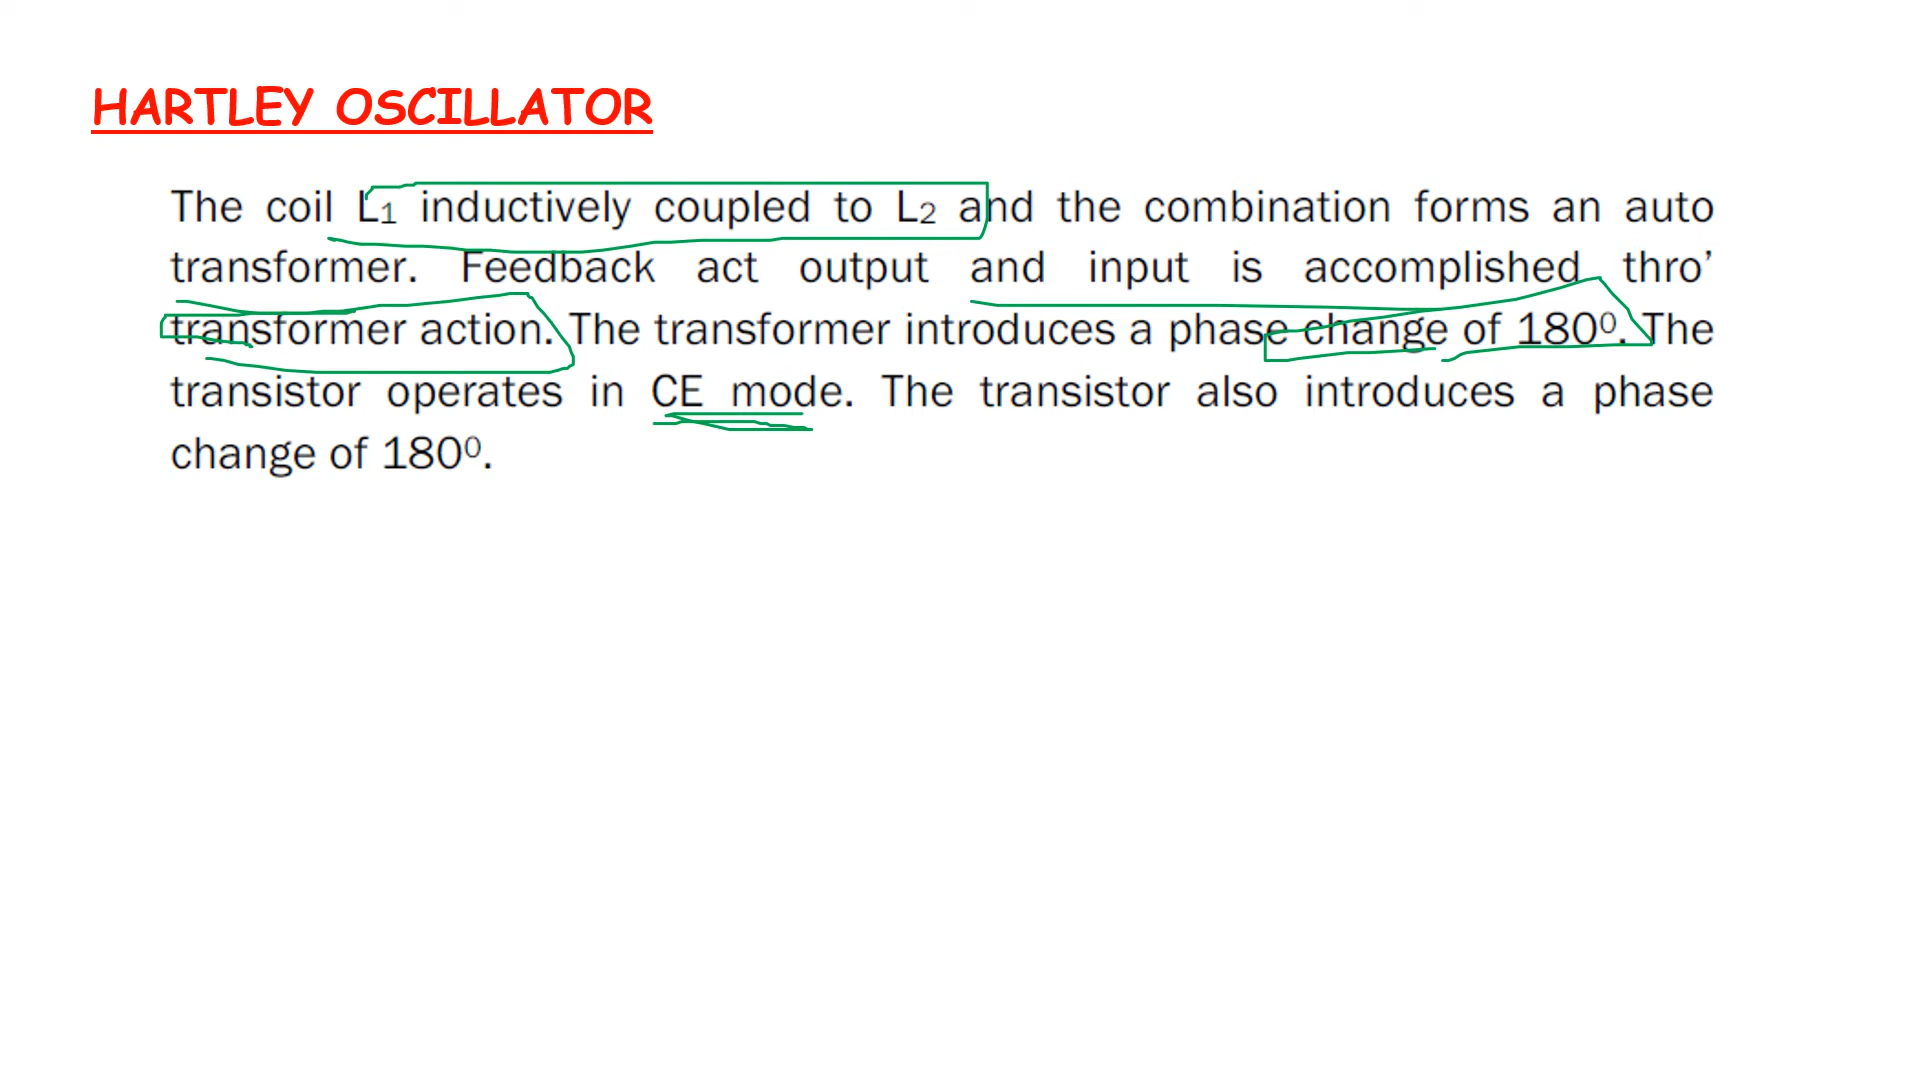 HARTLEY OSCILLATOR
The coil L₁ inductively coupled to L₂ and the combination forms an auto
transformer. Feedback act output and input is accomplished thro’
transformer action. The transformer introduces a phase change of 180⁰. The
transistor operates in CE mode. The transistor also introduces a phase
change of 180⁰.